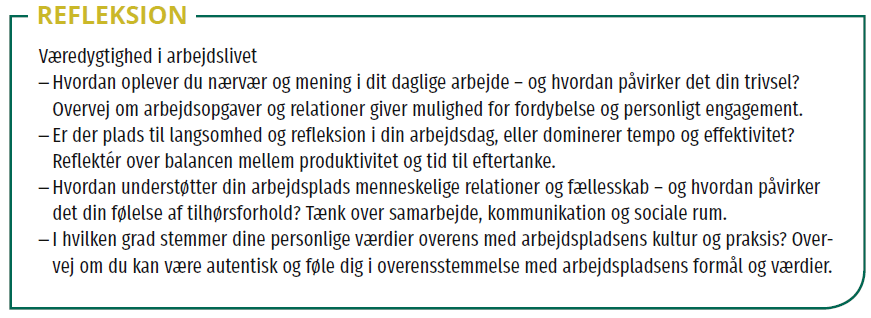 REFLEKSION
Væredygtighed i arbejdslivet
– Hvordan oplever du nærvær og mening i dit daglige arbejde – og hvordan påvirker det din trivsel?
Overvej om arbejdsopgaver og relationer giver mulighed for fordybelse og personligt engagement.
– Er der plads til langsomhed og refleksion i din arbejdsdag, eller dominerer tempo og effektivitet?
Reflektér over balancen mellem produktivitet og tid til eftertanke.
– Hvordan understøtter din arbejdsplads menneskelige relationer og fællesskab – og hvordan påvirker
det din følelse af tilhørsforhold? Tænk over samarbejde, kommunikation og sociale rum.
– I hvilken grad stemmer dine personlige værdier overens med arbejdspladsens kultur og praksis? Over-
vej om du kan være autentisk og føle dig i overensstemmelse med arbejdspladsens formål og værdier.